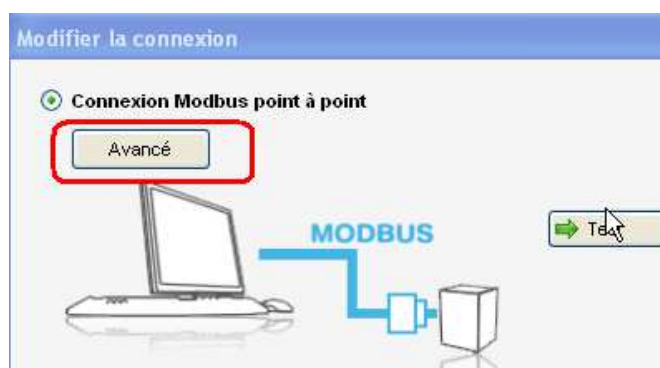 Modifier la connexion
Connexion Modbus point à point
Avancé
MODBUS